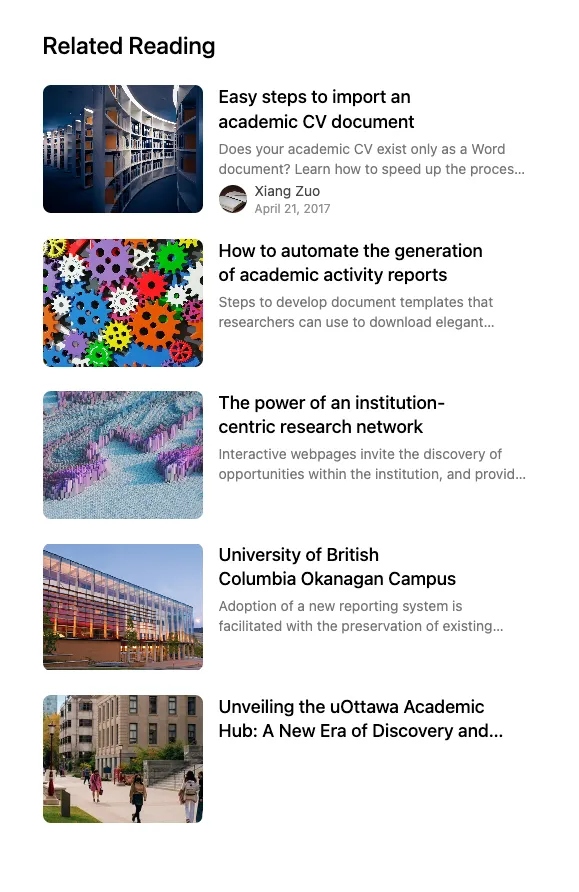 Related Reading
Easy steps to import an
academic CV document
Does your academic CV exist only as a Word
document? Learn how to speed up the proces...
Xiang Zuo
April 21, 2017
How to automate the generation
of academic activity reports
Steps to develop document templates that
researchers can use to download elegant...
The power of an institution-
centric research network
Interactive webpages invite the discovery of
opportunities within the institution, and provid...
University of British
Columbia Okanagan Campus
Adoption of a new reporting system is
facilitated with the preservation of existing...
Unveiling the uOttawa Academic
Hub: A New Era of Discovery and...